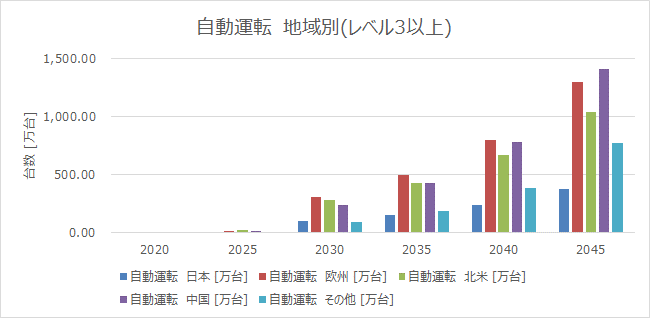 自動運転 地域別(レベル3以上)
台数 [万台]
1,500.00
1,000.00
500.00
0.00
2020 2025 2030 2035 2040 2045
自動運転 日本 [万台] 自動運転 欧州 [万台] 自動運転 北米 [万台]
自動運転 中国 [万台] 自動運転 その他 [万台]